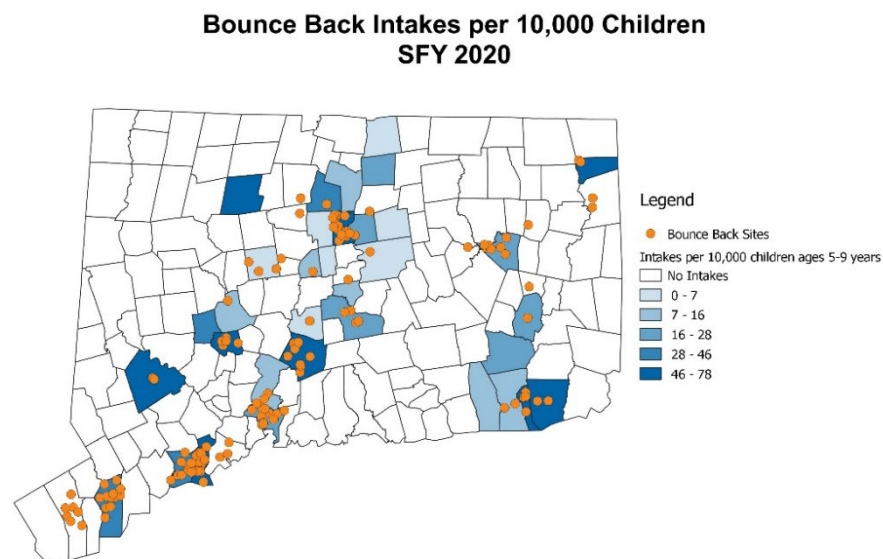 Bounce Back Intakes per 10,000 Children
SFY 2020
Legend
Bounce Back Sites
Intakes per 10,000 children ages 5-9 years
No Intakes
0 - 7
7 - 16
16 - 28
28 - 46
46 - 78